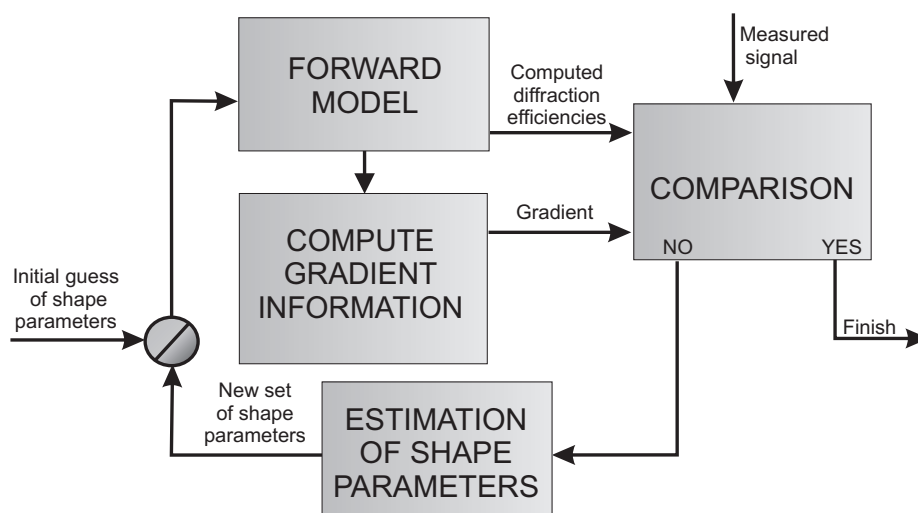 FORWARD
MODEL
Computed
diffraction
efficiencies
Measured
signal
COMPARISON
NO
YES
COMPUTE
GRADIENT
INFORMATION
Gradient
Initial guess
of shape
parameters
Finish
New set
of shape
parameters
ESTIMATION
OF SHAPE
PARAMETERS